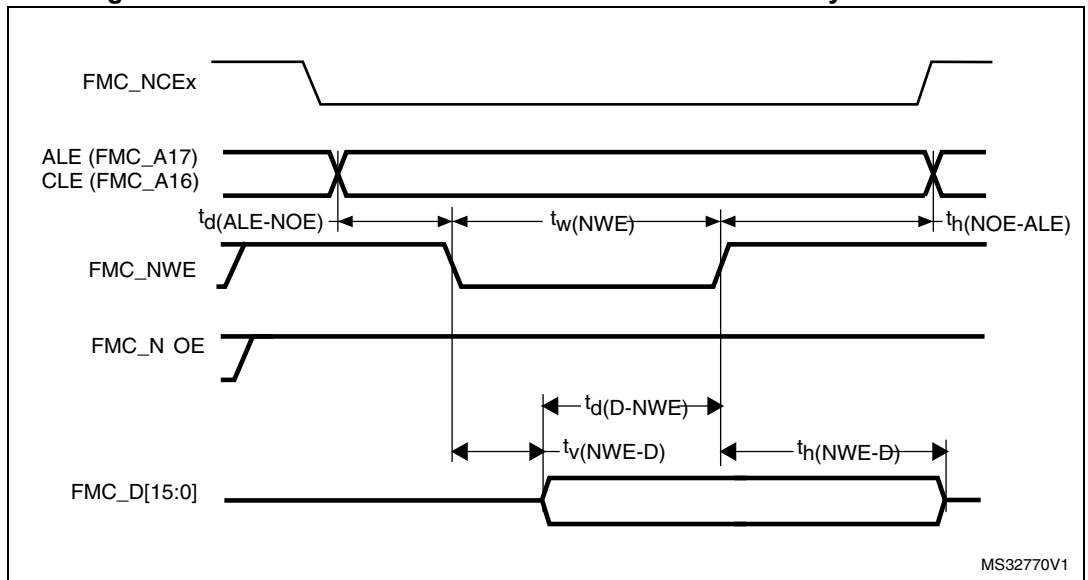 FMC_NCEx
ALE (FMC_A17)
CLE (FMC_A16)
td(ALE-NOE)
tw(NWE)
th(NOE-ALE)
FMC_NWE
FMC_N OE
td(D-NWE)
tv(NWE-D)
th(NWE-D)
FMC_D[15:0]
MS32770V1